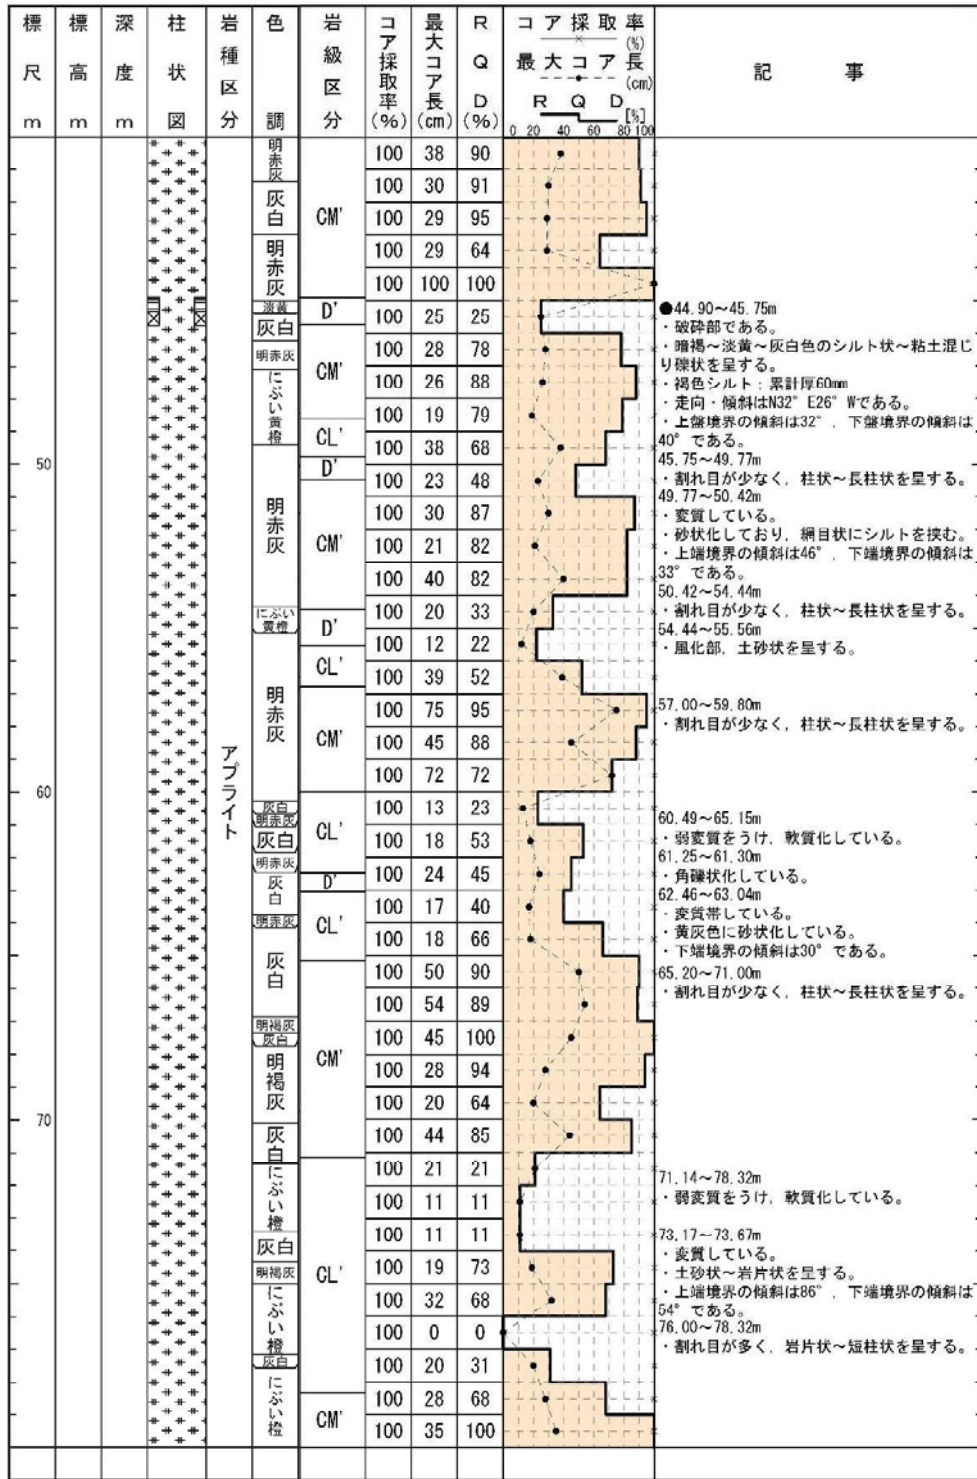 標尺m 標高m 深度m 柱状図 岩種区分 色調 岩級区分 コア採取率(%) 最大コア長(cm) RQD(%) コア採取率(%) 最大コア長(cm) RQD[%] 記事
0 20 40 60 80 100
明赤灰
灰白
明赤灰
淡黄
灰白
明赤灰
にぶい黄橙
明赤灰
にぶい黄橙
明赤灰
灰白
明赤灰
灰白
明赤灰
灰白
明赤灰
灰白
明褐灰
灰白
明褐灰
灰白
にぶい橙
灰白
明褐灰
にぶい橙
灰白
にぶい橙
アプライト
50
60
70
CM'
D'
CM'
CL'
D'
CM'
D'
CL'
CM'
CL'
D'
CL'
CM'
CL'
CM'
100 38 90
100 30 91
100 29 95
100 29 64
100 100 100
100 25 25
100 28 78
100 26 88
100 19 79
100 38 68
100 23 48
100 30 87
100 21 82
100 40 82
100 20 33
100 12 22
100 39 52
100 75 95
100 45 88
100 72 72
100 13 23
100 18 53
100 24 45
100 17 40
100 18 66
100 50 90
100 54 89
100 45 100
100 28 94
100 20 64
100 44 85
100 21 21
100 11 11
100 11 11
100 19 73
100 32 68
100 0 0
100 20 31
100 28 68
100 35 100
●44.90～45.75m
・破砕部である。
・暗褐～淡黄～灰白色のシルト状～粘土混じ
り礫状を呈する。
・褐色シルト：累計厚60mm
・走向・傾斜はN32°E26°Wである。
・上盤境界の傾斜は32°，下盤境界の傾斜は
40°である。
45.75～49.77m
・割れ目が少なく，柱状～長柱状を呈する。
49.77～50.42m
・変質している。
・砂状化しており，網目状にシルトを挟む。
・上端境界の傾斜は46°，下端境界の傾斜は
33°である。
50.42～54.44m
・割れ目が少なく，柱状～長柱状を呈する。
54.44～55.56m
・風化部，土砂状を呈する。
57.00～59.80m
・割れ目が少なく，柱状～長柱状を呈する。
60.49～65.15m
・弱変質をうけ，軟質化している。
61.25～61.30m
・角礫状化している。
62.46～63.04m
・変質帯している。
・黄灰色に砂状化している。
・下端境界の傾斜は30°である。
65.20～71.00m
・割れ目が少なく，柱状～長柱状を呈する。
71.14～78.32m
・弱変質をうけ，軟質化している。
73.17～73.67m
・変質している。
・土砂状～岩片状を呈する。
・上端境界の傾斜は86°，下端境界の傾斜は
54°である。
76.00～78.32m
・割れ目が多く，岩片状～短柱状を呈する。